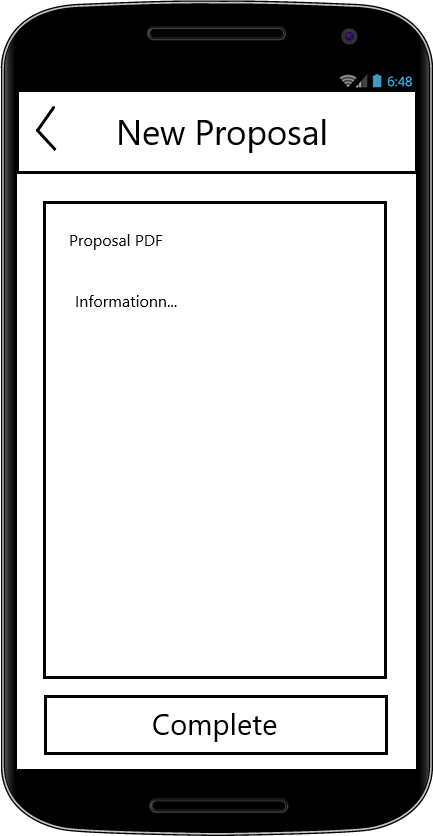 6:48
New Proposal
Proposal PDF
Informationn...
Complete